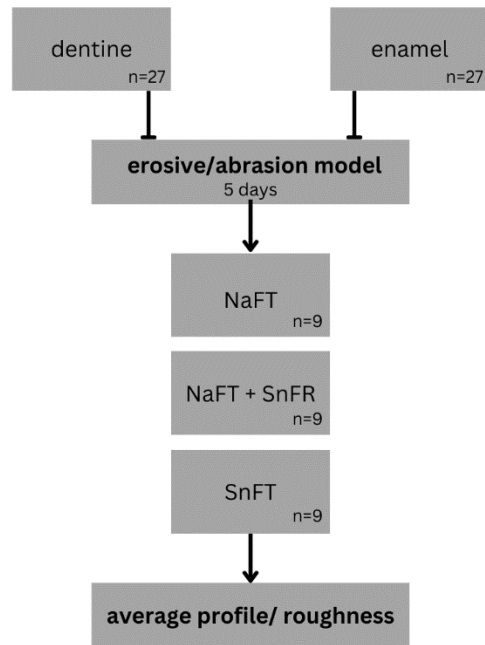 dentine
n=27
enamel
n=27
erosive/abrasion model
5 days
NaFT
n=9
NaFT + SnFR
n=9
SnFT
n=9
average profile/ roughness